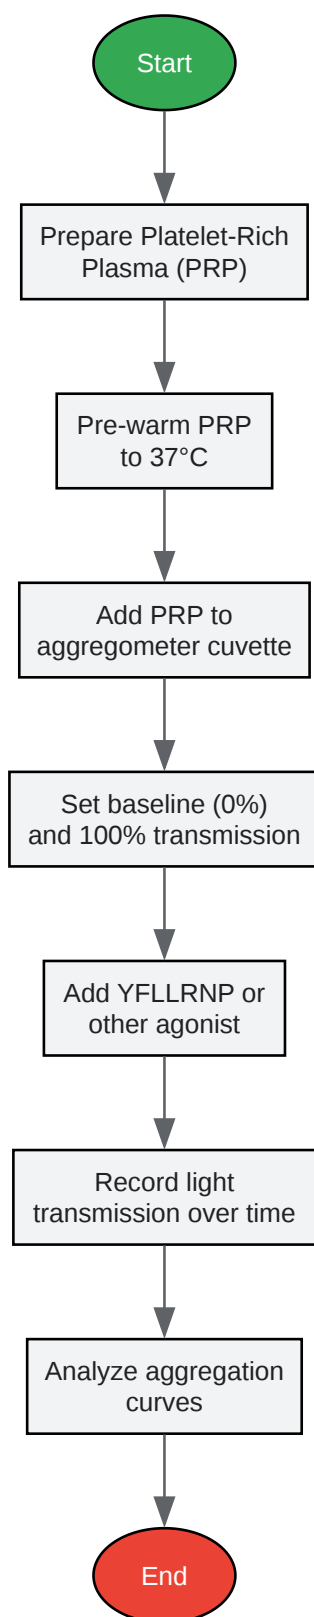 Start
Prepare Platelet-Rich
Plasma (PRP)
Pre-warm PRP
to 37°C
Add PRP to
aggregometer cuvette
Set baseline (0%)
and 100% transmission
Add YFLLRNP or
other agonist
Record light
transmission over time
Analyze aggregation
curves
End